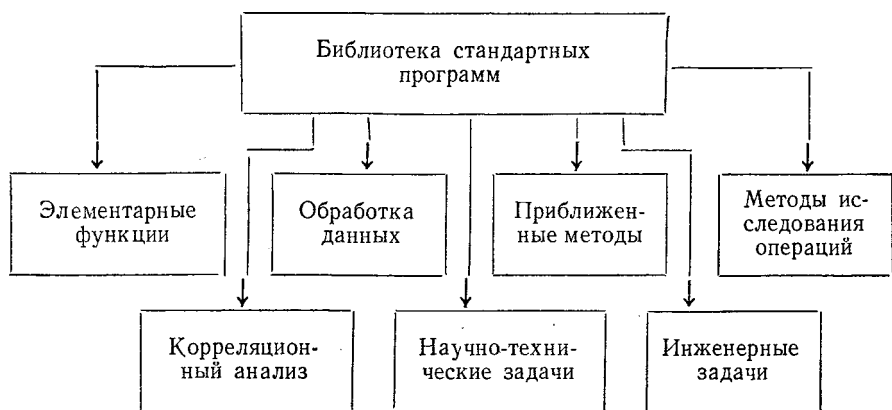 Библиотека стандартных
программ
Элементарные
функции
Обработка
данных
Приближен-
ные методы
Методы ис-
следования
операций
Корреляцион-
ный анализ
Научно-техни-
ческие задачи
Инженерные
задачи